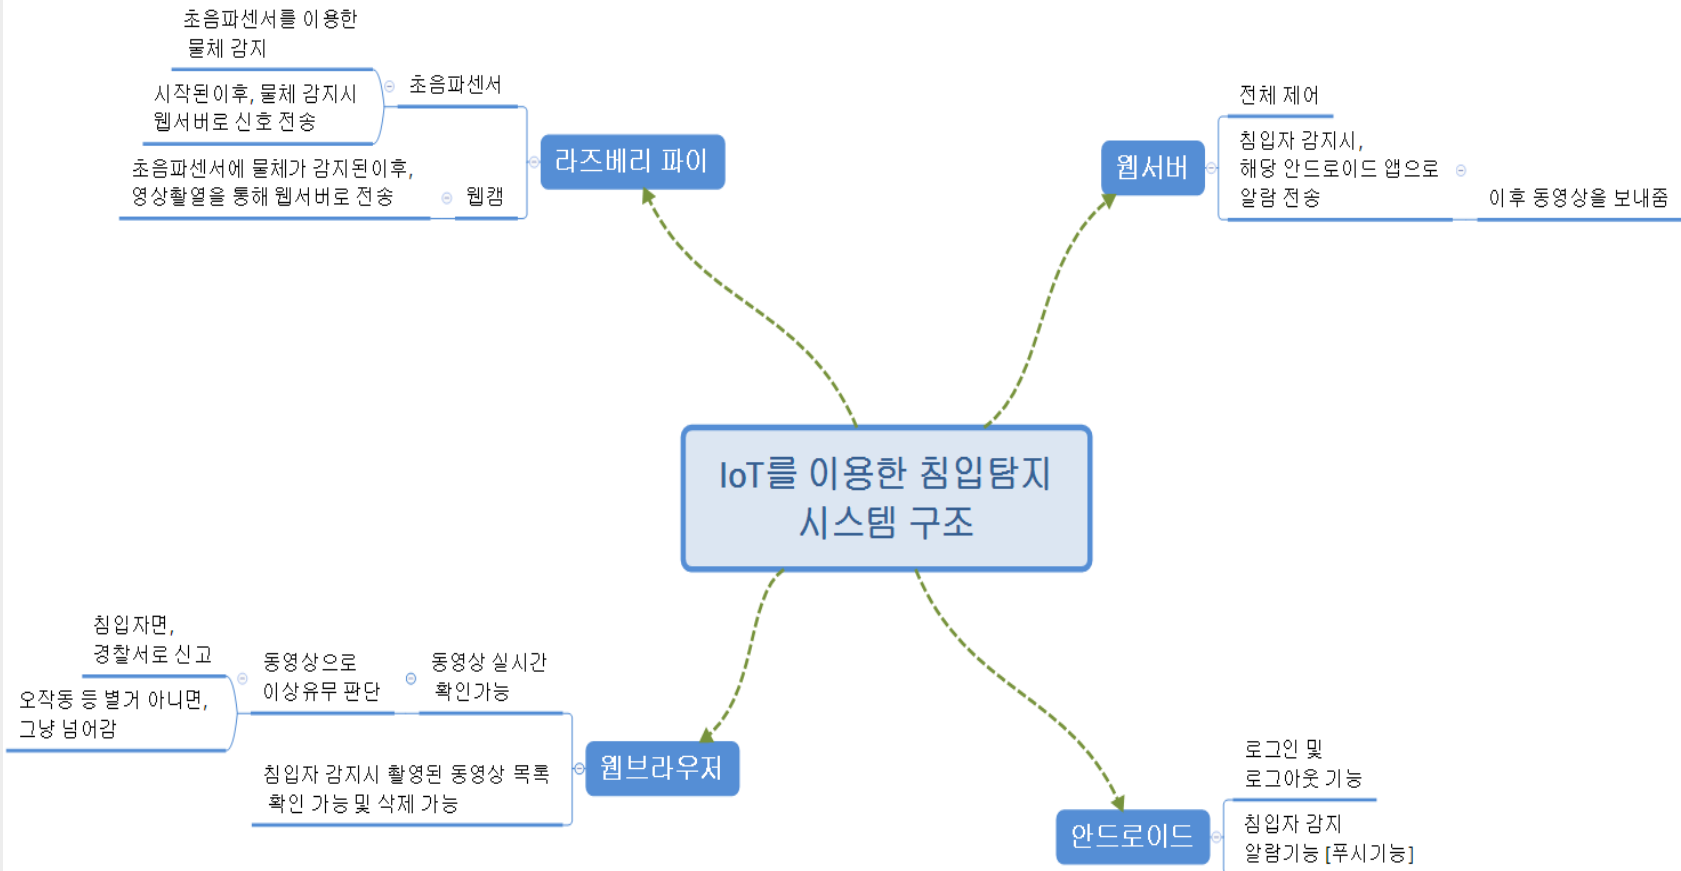 초음파센서를 이용한
물체 감지
시작된이후, 물체 감지시
웹서버로 신호 전송
초음파센서
초음파센서에 물체가 감지된이후,
영상촬열을 통해 웹서버로 전송
웹캠
라즈베리 파이
웹서버
전체 제어
침입자 감지시,
해당 안드로이드 앱으로
알람 전송
이후 동영상을 보내줌
IoT를 이용한 침입탐지
시스템 구조
침입자면,
경찰서로 신고
오작동 등 별거 아니면,
그냥 넘어감
동영상으로
이상유무 판단
동영상 실시간
확인가능
침입자 감지시 촬영된 동영상 목록
확인 가능및 삭제 가능
웹브라우저
안드로이드
로그인 및
로그아웃 기능
침입자 감지
알람기능 [푸시기능]